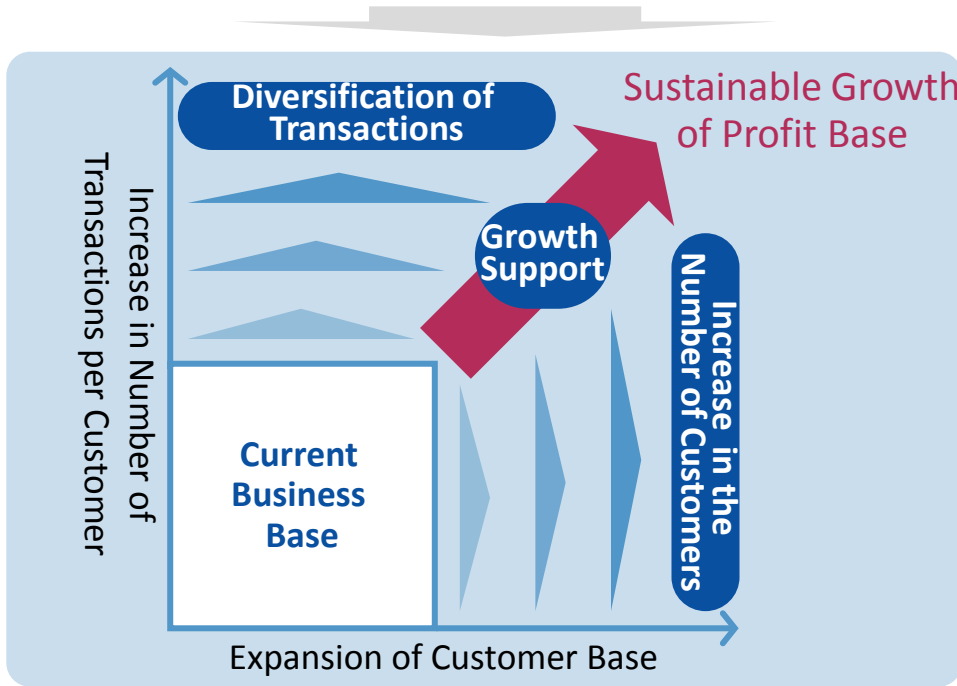 Diversification of
Transactions
Sustainable Growth
of Profit Base
Increase in Number of
Transactions per Customer
Growth
Support
Increase in the
Number of Customers
Current
Business
Base
Expansion of Customer Base